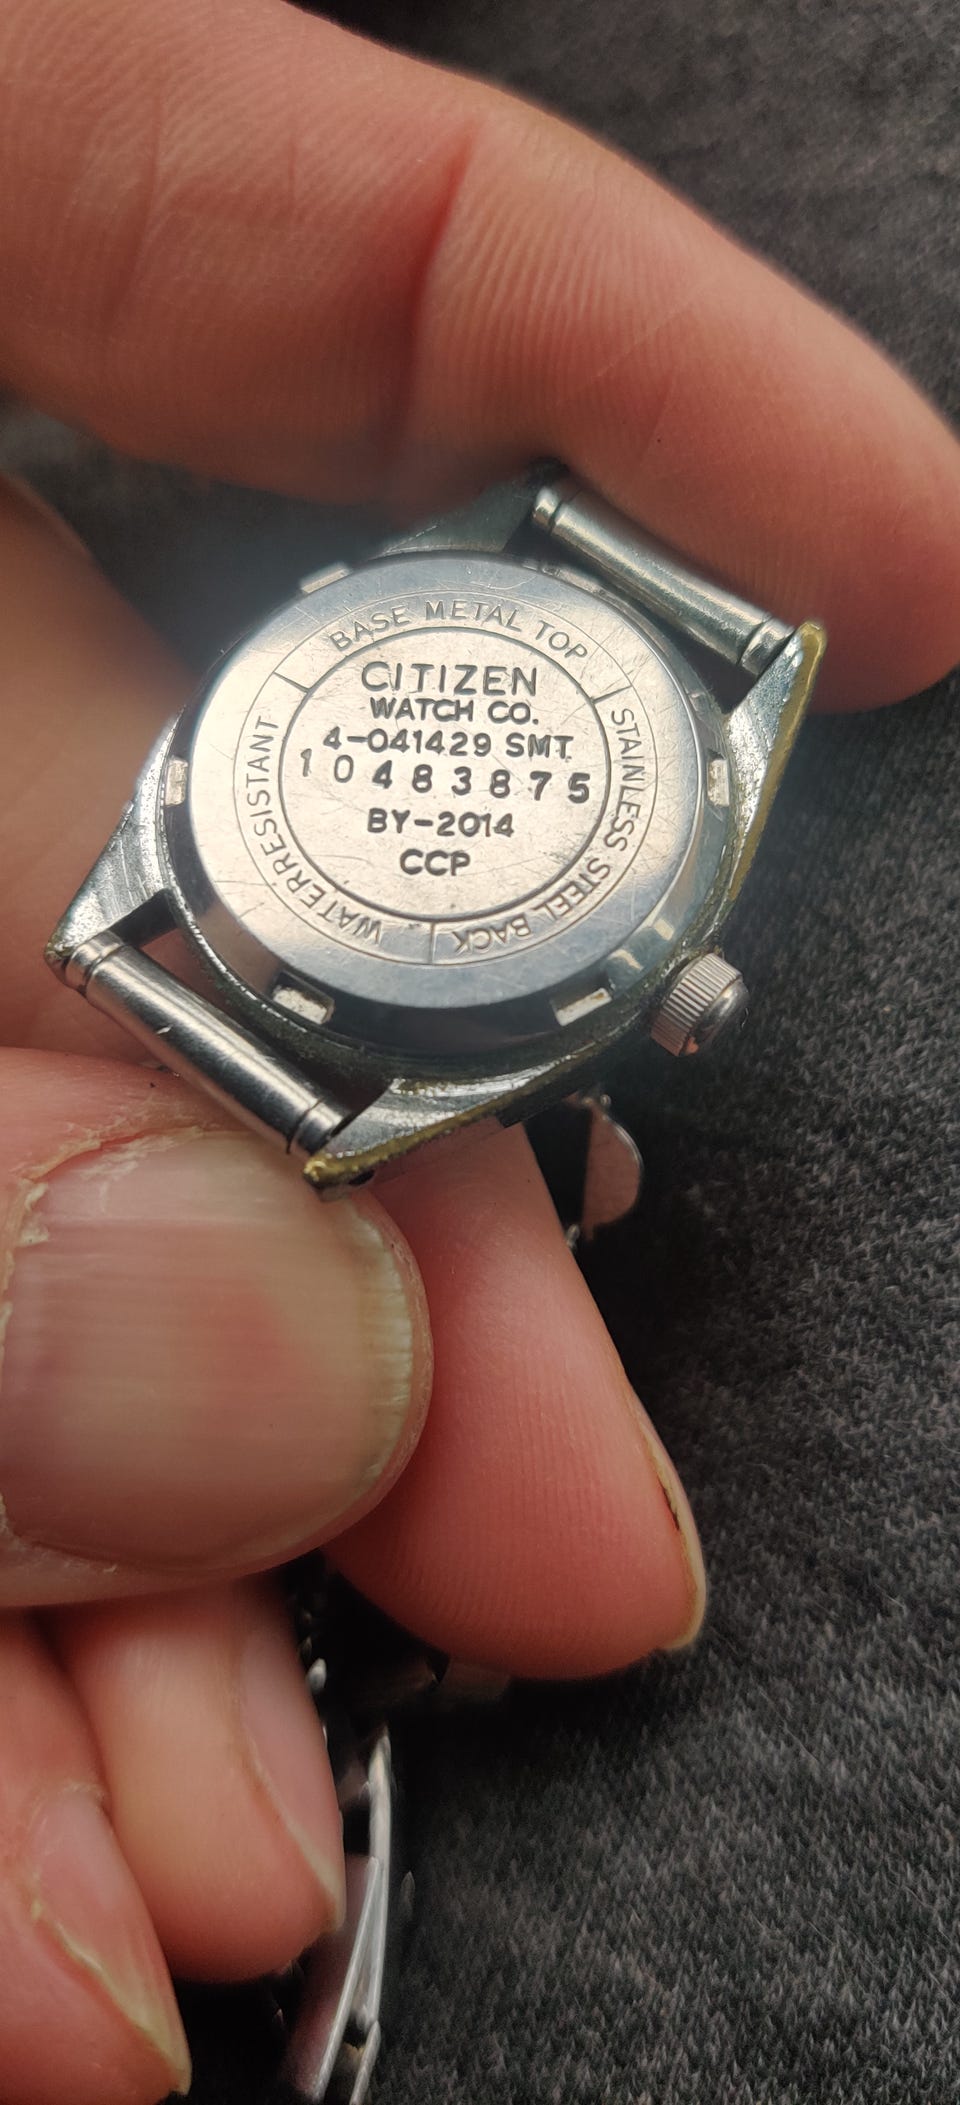 BASE METAL TOP
STAINLESS STEEL BACK
WATERRESISTANT
CITIZEN
WATCH CO.
4-041429 SMT
10483875
BY-2014
CCP